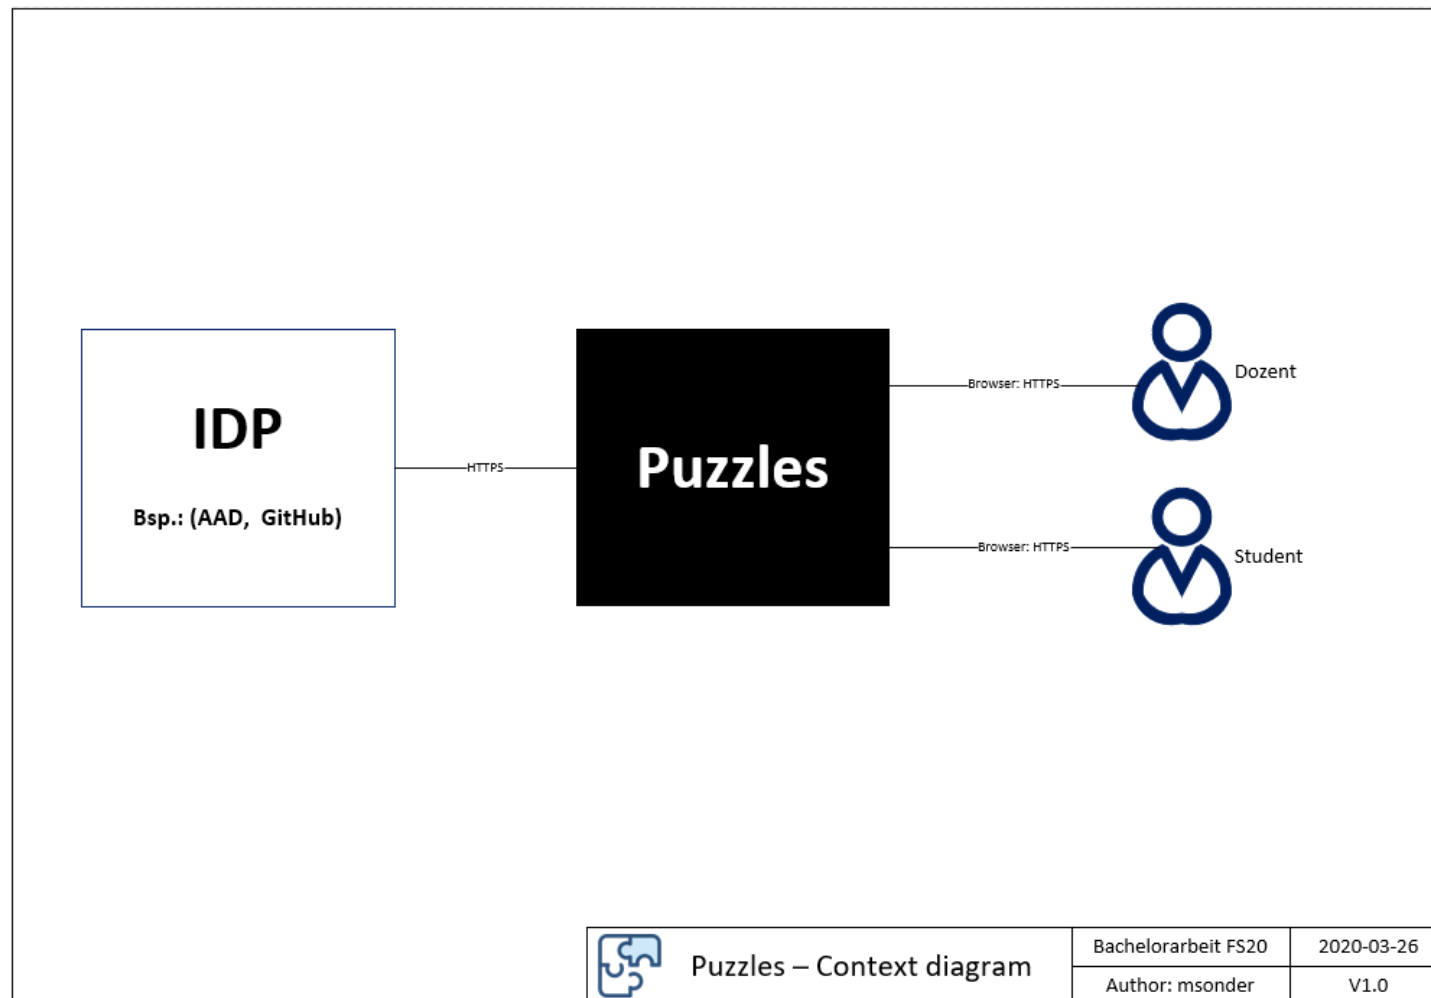 IDP
Bsp.: (AAD, GitHub)
HTTPS
Puzzles
Browser: HTTPS
Dozent
Browser: HTTPS
Student
Puzzles – Context diagram
Bachelorarbeit FS20
2020-03-26
Author: msonder
V1.0